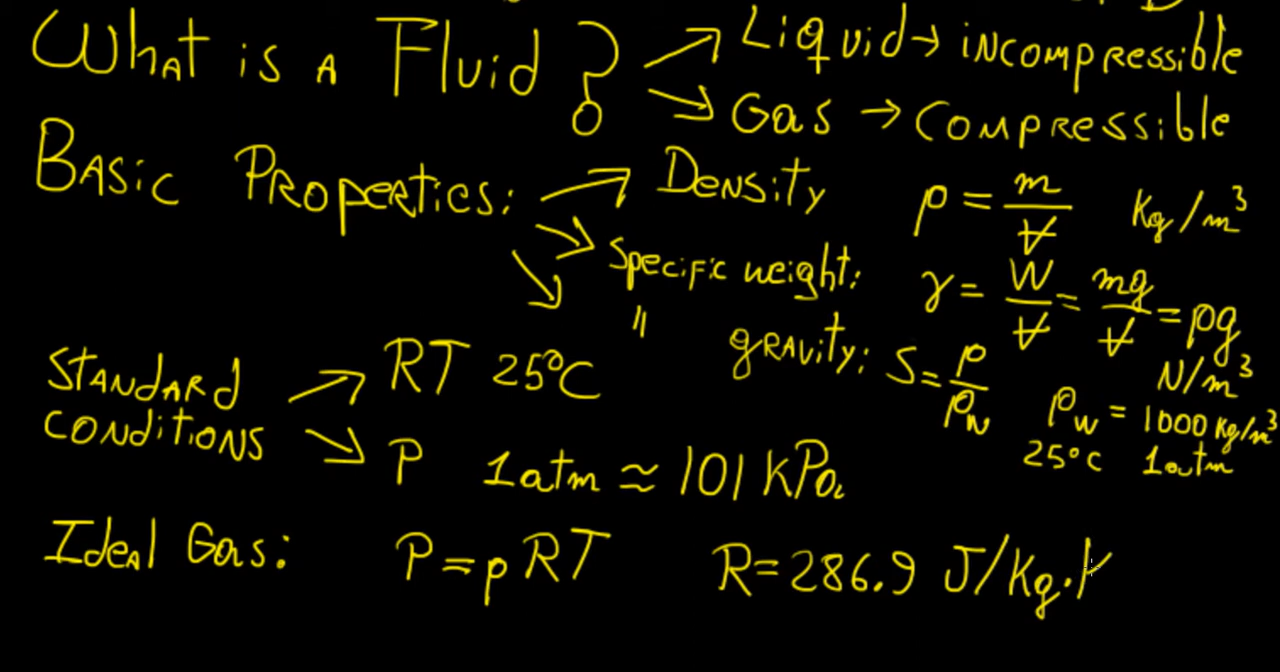 What is a Fluid? → Liquid → incompressible
→ Gas → Compressible
Basic Properties: → Density ρ = m/V Kg/m³
→ Specific weight: γ = W/V = mg/V = ρg N/m³
→ " gravity: S = ρ/ρw ρw = 1000 Kg/m³
25°C 1atm
Standard conditions → RT 25°C
→ P 1atm ≈ 101 kPa
Ideal Gas: P = ρRT R = 286.9 J/Kg.K